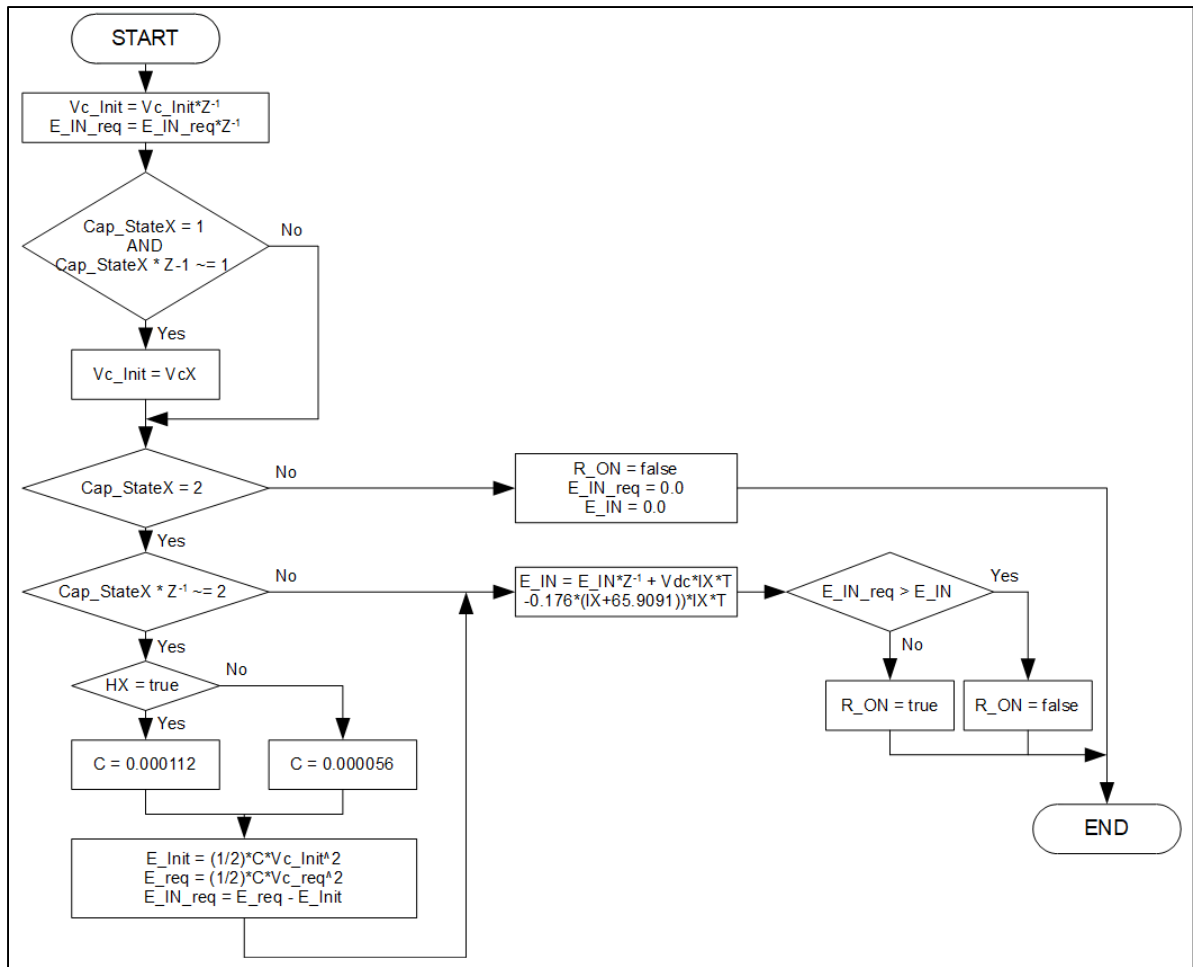 START
Vc_Init = Vc_Init*Z⁻¹
E_IN_req = E_IN_req*Z⁻¹
Cap_StateX = 1
AND
Cap_StateX * Z-1 ~= 1
No
Yes
Vc_Init = VcX
Cap_StateX = 2
No
R_ON = false
E_IN_req = 0.0
E_IN = 0.0
Yes
Cap_StateX * Z⁻¹ ~= 2
No
E_IN = E_IN*Z⁻¹ + Vdc*IX*T
-0.176*(IX+65.9091))*IX*T
E_IN_req > E_IN
Yes
No
R_ON = true
R_ON = false
Yes
HX = true
No
Yes
C = 0.000112
C = 0.000056
E_Init = (1/2)*C*Vc_Init^2
E_req = (1/2)*C*Vc_req^2
E_IN_req = E_req - E_Init
END